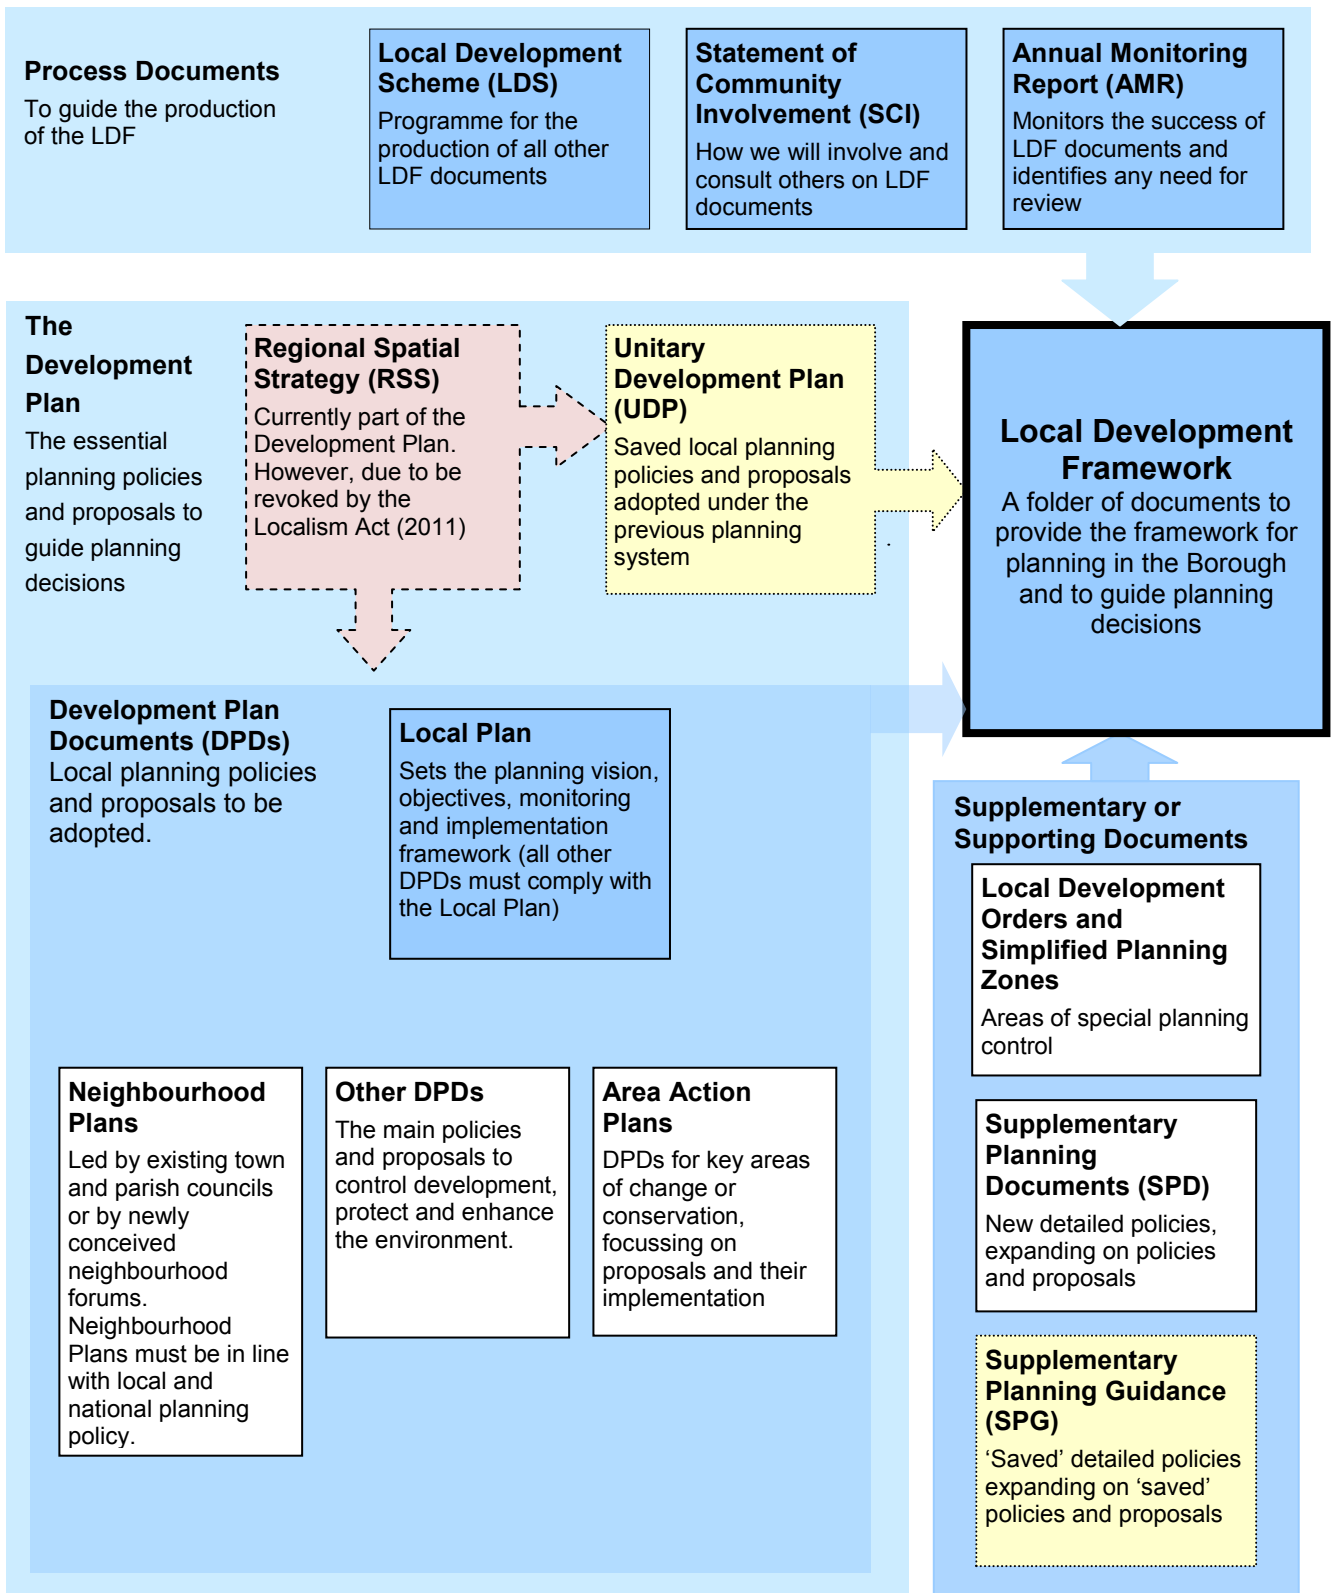 Process Documents
To guide the production
of the LDF
Local Development
Scheme (LDS)
Programme for the
production of all other
LDF documents
Statement of
Community
Involvement (SCI)
How we will involve and
consult others on LDF
documents
Annual Monitoring
Report (AMR)
Monitors the success of
LDF documents and
identifies any need for
review
The
Development
Plan
The essential
planning policies
and proposals to
guide planning
decisions
Regional Spatial
Strategy (RSS)
Currently part of the
Development Plan.
However, due to be
revoked by the
Localism Act (2011)
Unitary
Development Plan
(UDP)
Saved local planning
policies and proposals
adopted under the
previous planning
system
.
Local Development
Framework
A folder of documents to
provide the framework for
planning in the Borough
and to guide planning
decisions
Development Plan
Documents (DPDs)
Local planning policies
and proposals to be
adopted.
Local Plan
Sets the planning vision,
objectives, monitoring
and implementation
framework (all other
DPDs must comply with
the Local Plan)
Neighbourhood
Plans
Led by existing town
and parish councils
or by newly
conceived
neighbourhood
forums.
Neighbourhood
Plans must be in line
with local and
national planning
policy.
Other DPDs
The main policies
and proposals to
control development,
protect and enhance
the environment.
Area Action
Plans
DPDs for key areas
of change or
conservation,
focussing on
proposals and their
implementation
Supplementary or
Supporting Documents
Local Development
Orders and
Simplified Planning
Zones
Areas of special planning
control
Supplementary
Planning
Documents (SPD)
New detailed policies,
expanding on policies
and proposals
Supplementary
Planning Guidance
(SPG)
‘Saved’ detailed policies
expanding on ‘saved’
policies and proposals